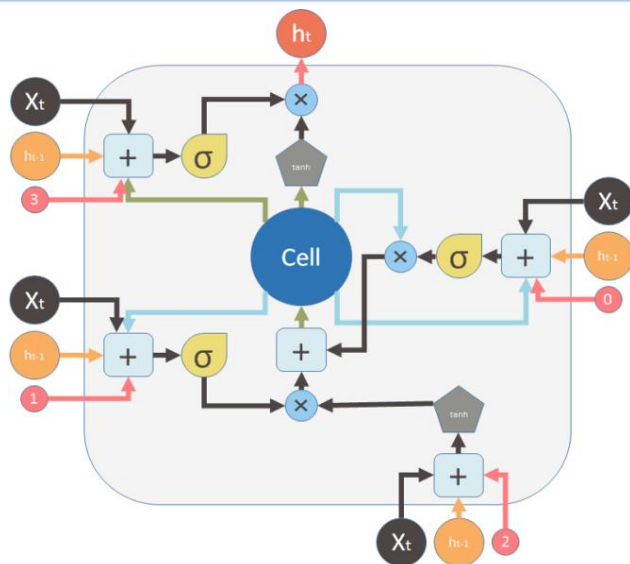 hₜ
Xₜ
×
hₜ₋₁
+
σ
tanh
3
Xₜ
Cell
×
σ
+
hₜ₋₁
Xₜ
0
hₜ₋₁
+
σ
+
1
×
tanh
+
Xₜ
hₜ₋₁
2